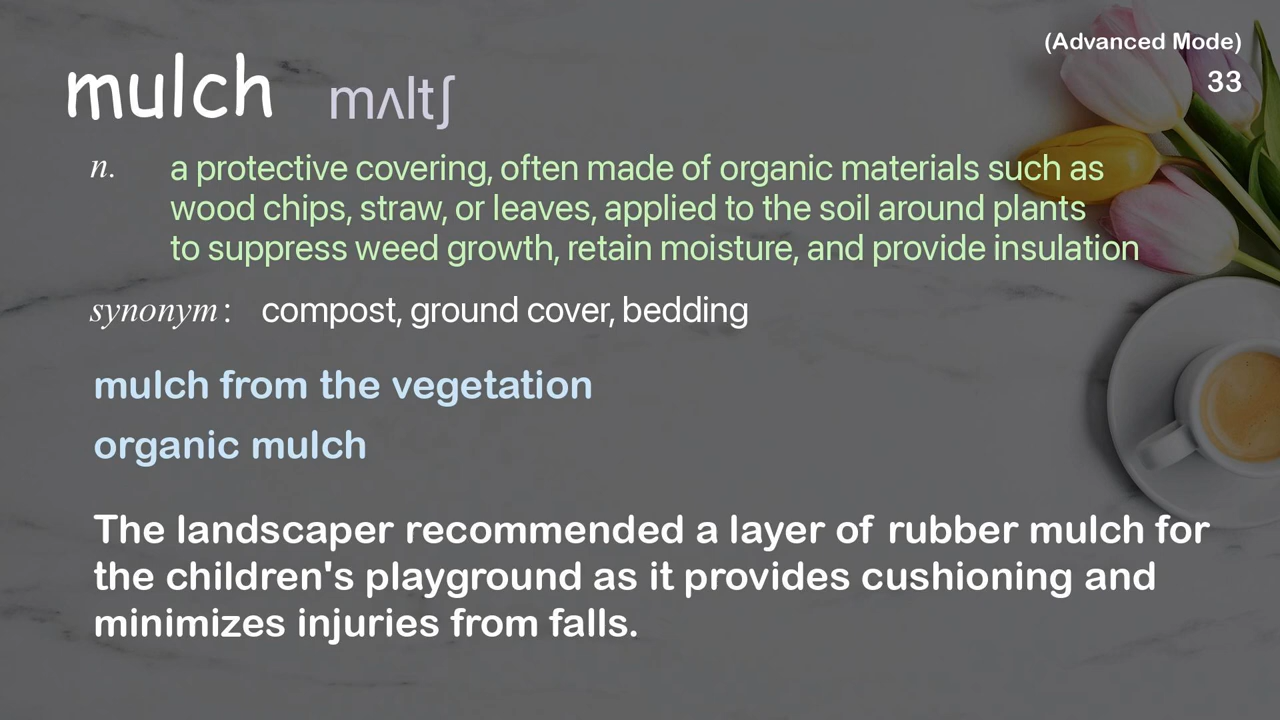 (Advanced Mode)
33
mulch mʌltʃ
n. a protective covering, often made of organic materials such as
wood chips, straw, or leaves, applied to the soil around plants
to suppress weed growth, retain moisture, and provide insulation
synonym: compost, ground cover, bedding
mulch from the vegetation
organic mulch
The landscaper recommended a layer of rubber mulch for
the children's playground as it provides cushioning and
minimizes injuries from falls.